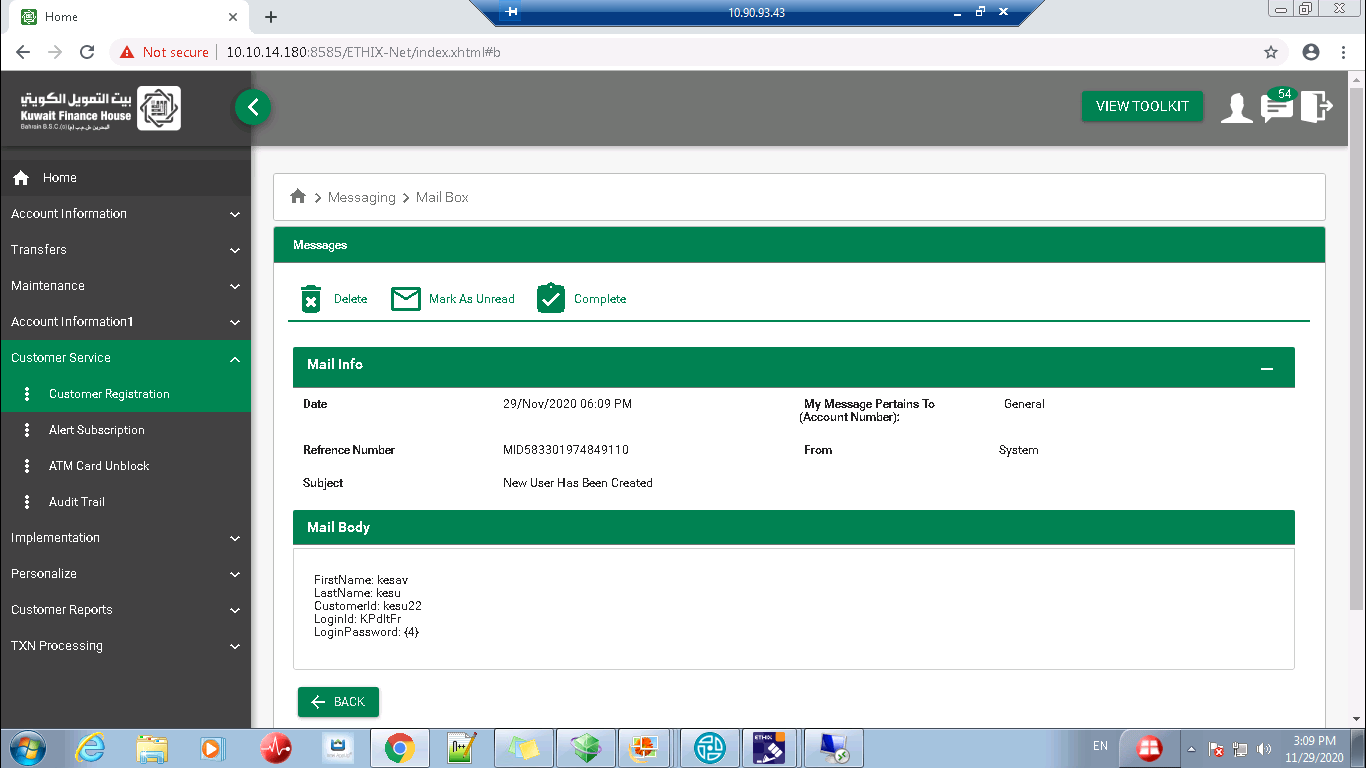 Home
10.90.93.43
Not secure
10.10.14.180:8585/ETHIX-Net/index.xhtml#b
بيت التمويل الكويتي
Kuwait Finance House
VIEW TOOLKIT
54
Home
Messaging
Mail Box
Account Information
Transfers
Messages
Maintenance
Delete
Mark As Unread
Complete
Account Information1
Customer Service
Mail Info
Customer Registration
Date
29/Nov/2020 06:09 PM
My Message Pertains To
(Account Number):
General
Alert Subscription
Refrence Number
MID583301974849110
From
System
ATM Card Unblock
Subject
New User Has Been Created
Audit Trail
Mail Body
Implementation
Personalize
FirstName: kesav
LastName: kesu
CustomerId: kesu22
LoginId: KPdItFr
LoginPassword: {4}
Customer Reports
TXN Processing
BACK
EN
3:09 PM
11/29/2020